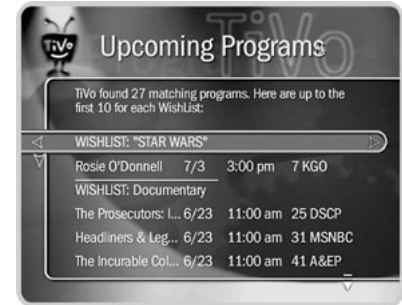 TiVo
Upcoming Programs
TiVo
TiVo found 27 matching programs. Here are up to the
first 10 for each WishList:
WISHLIST: "STAR WARS"
Rosie O'Donnell 7/3 3:00 pm 7 KGO
WISHLIST: Documentary
The Prosecutors: I... 6/23 11:00 am 25 DSCP
Headliners & Leg... 6/23 11:00 am 31 MSNBC
The Incurable Col... 6/23 11:00 am 41 A&EP